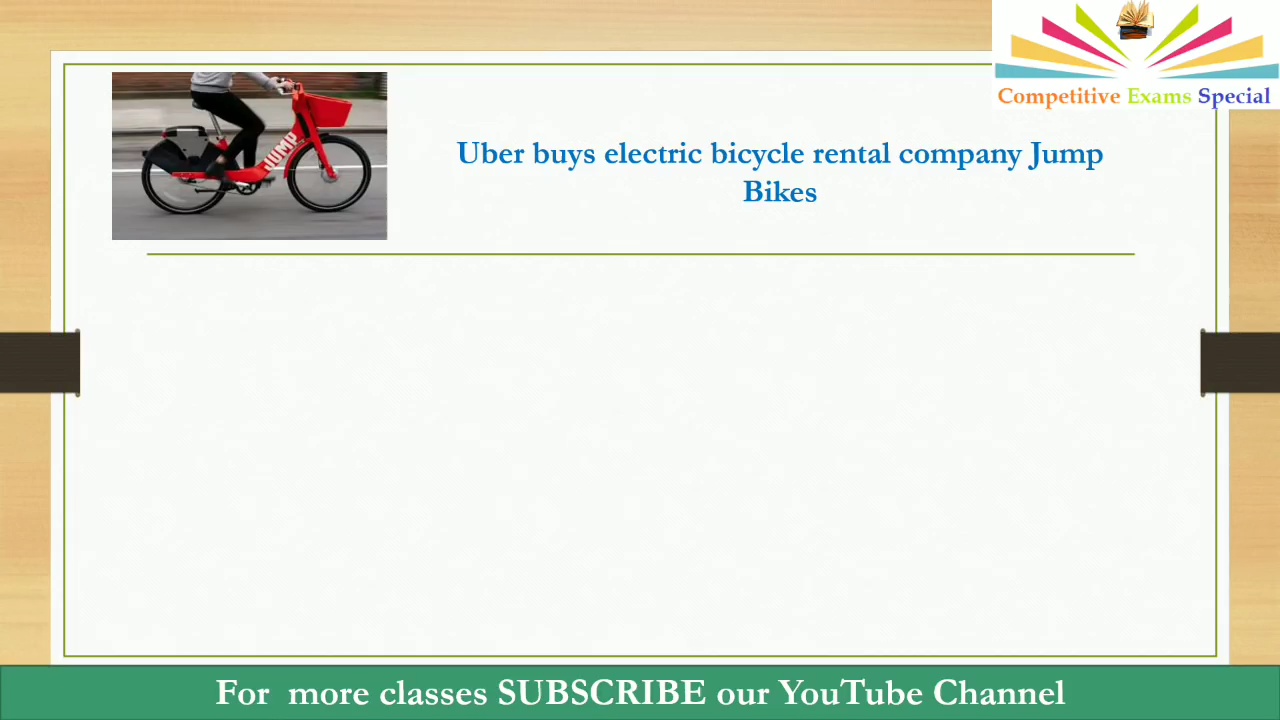 Competitive Exams Special
JUMP
Uber buys electric bicycle rental company Jump
Bikes
For more classes SUBSCRIBE our YouTube Channel